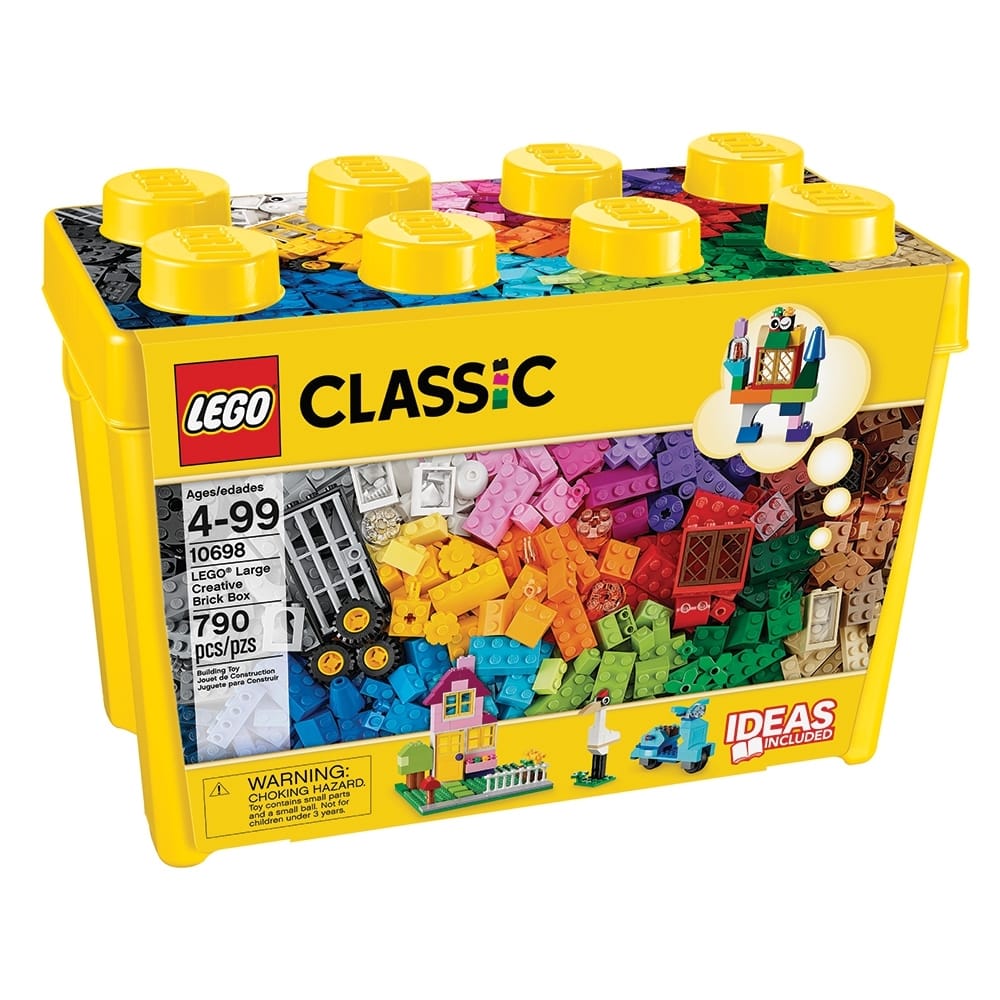 LEGO
CLASSIC
Ages/edades
4-99
10698
LEGO® Large
Creative
Brick Box
790
pcs/pzs
Building Toy
Jouet de Construction
Juguete para Construir
WARNING:
CHOKING HAZARD.
Toy contains small parts
and a small ball. Not for
children under 3 years.
IDEAS
INCLUDED